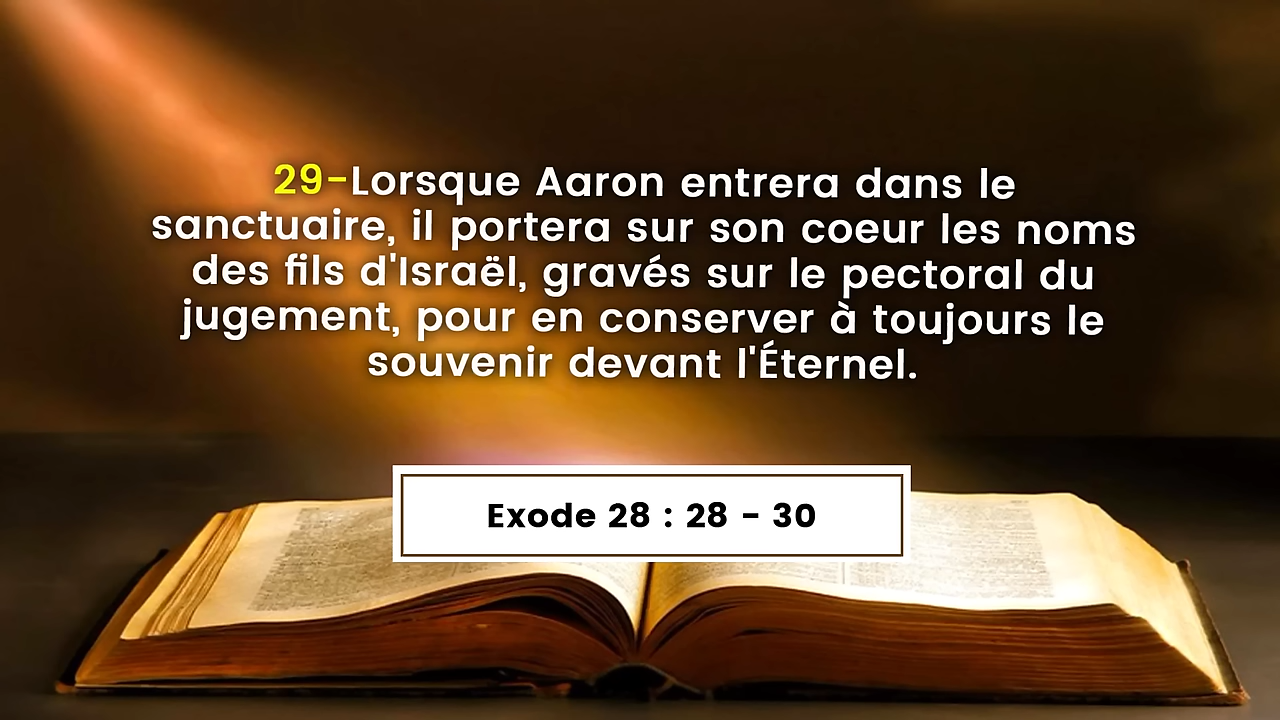 29-Lorsque Aaron entrera dans le
sanctuaire, il portera sur son coeur les noms
des fils d'Israël, gravés sur le pectoral du
jugement, pour en conserver à toujours le
souvenir devant l'Éternel.
Exode 28 : 28 - 30